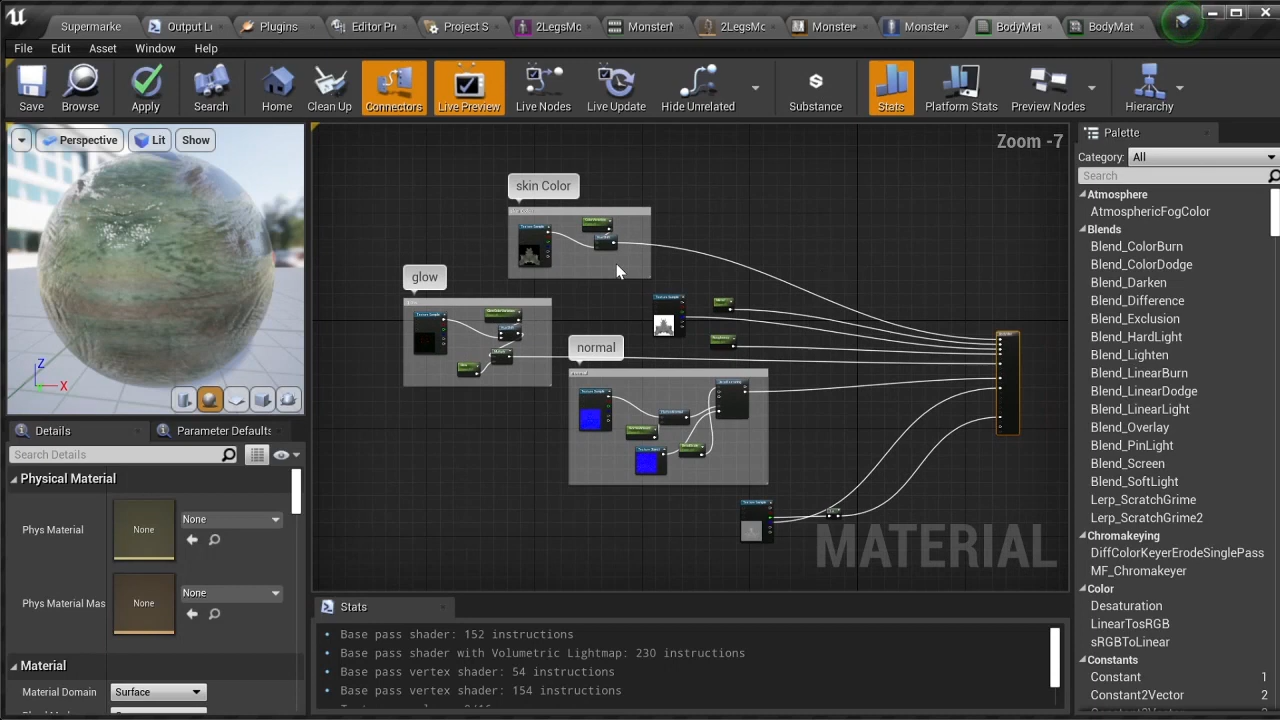 Supermarke
Output L
Plugins
Editor Pr
Project S
2LegsMo
Monster
2LegsMc
Monster*
Monster*
BodyMat
BodyMat
File
Edit
Asset
Window
Help
Save
Browse
Apply
Search
Home
Clean Up
Connectors
Live Preview
Live Nodes
Live Update
Hide Unrelated
Substance
Stats
Platform Stats
Preview Nodes
Hierarchy
Perspective
Lit
Show
Z
X
Zoom -7
skin Color
glow
normal
MATERIAL
Details
Parameter Defaults
Search Details
Physical Material
Phys Material
None
None
Phys Material Mas
None
None
Material
Material Domain
Surface
Stats
Base pass shader: 152 instructions
Base pass shader with Volumetric Lightmap: 230 instructions
Base pass vertex shader: 54 instructions
Base pass vertex shader: 154 instructions
Palette
Category: All
Search
Atmosphere
AtmosphericFogColor
Blends
Blend_ColorBurn
Blend_ColorDodge
Blend_Darken
Blend_Difference
Blend_Exclusion
Blend_HardLight
Blend_Lighten
Blend_LinearBurn
Blend_LinearDodge
Blend_LinearLight
Blend_Overlay
Blend_PinLight
Blend_Screen
Blend_SoftLight
Lerp_ScratchGrime
Lerp_ScratchGrime2
Chromakeying
DiffColorKeyerErodeSinglePass
MF_Chromakeyer
Color
Desaturation
LinearTosRGB
sRGBToLinear
Constants
Constant 1
Constant2Vector 2